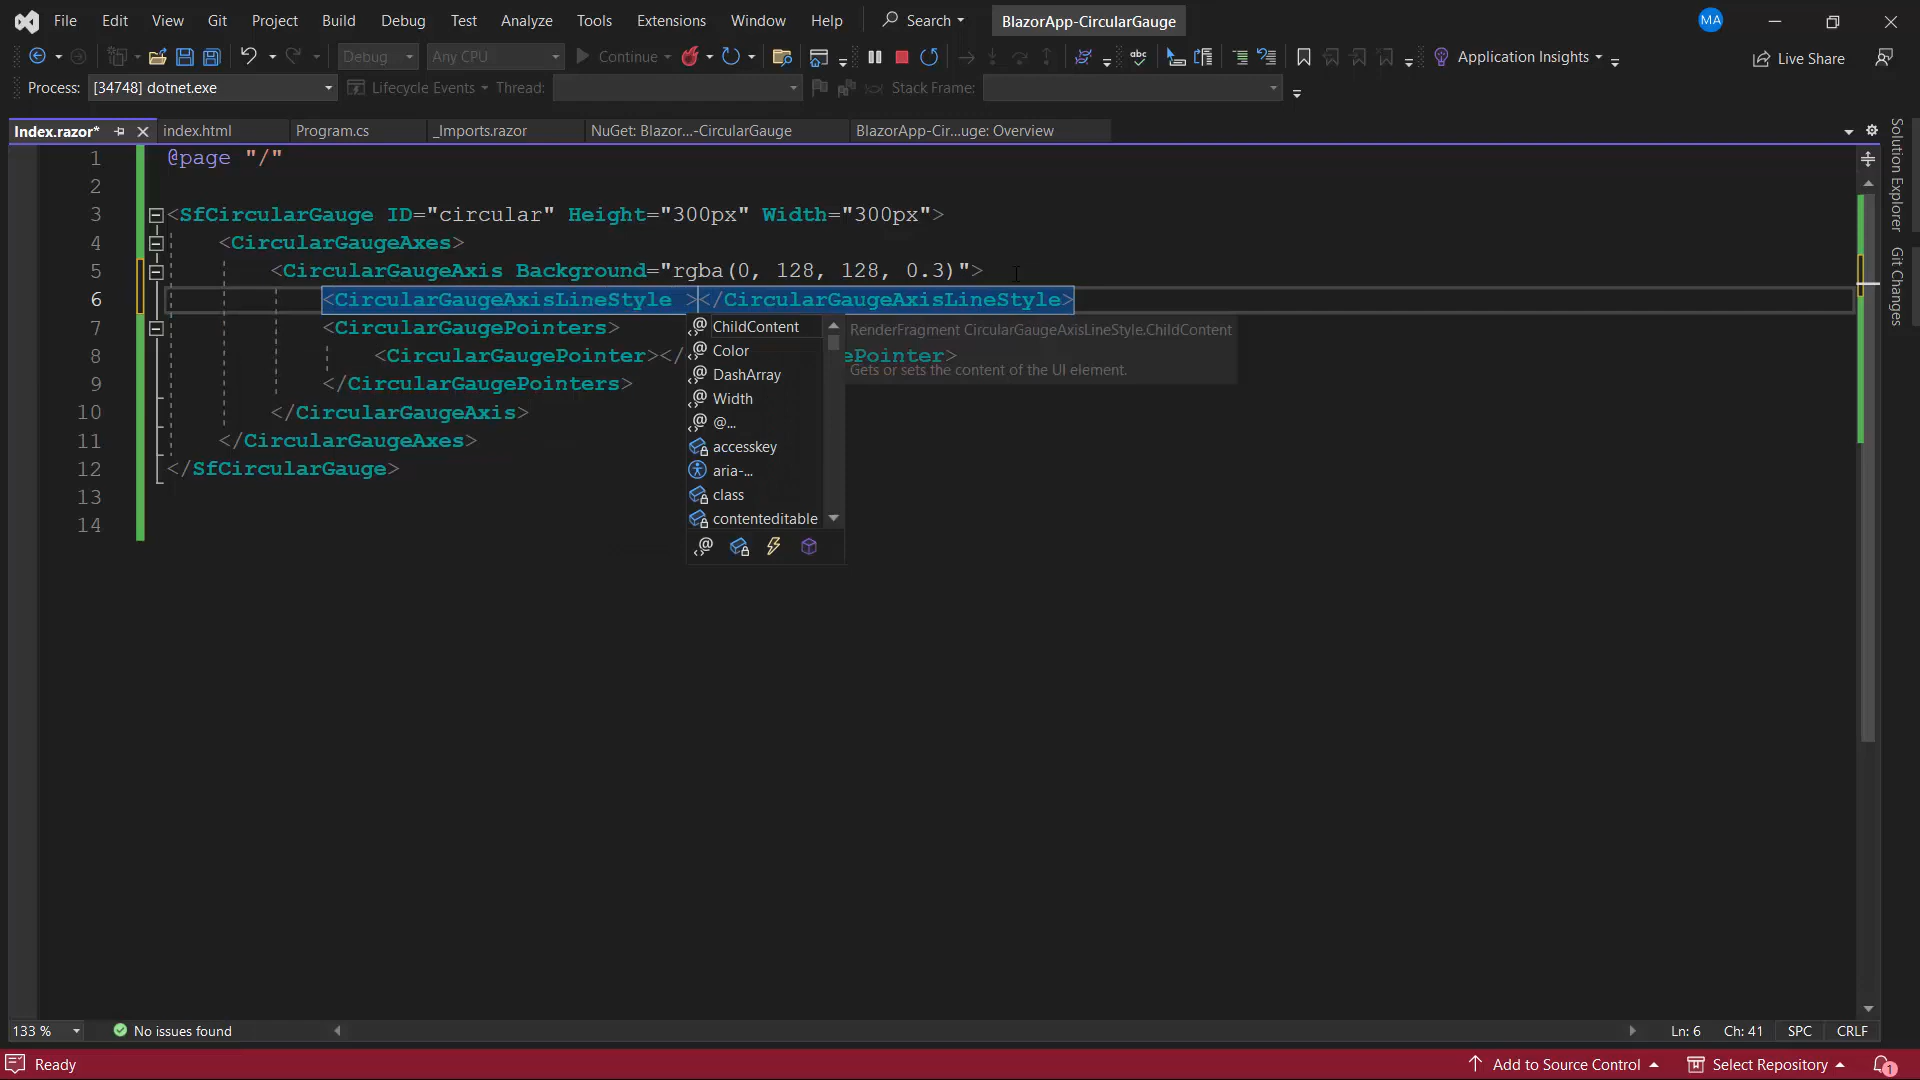 File Edit View Git Project Build Debug Test Analyze Tools Extensions Window Help Search BlazorApp-CircularGauge MA
Debug Any CPU Continue Application Insights Live Share
Process: [34748] dotnet.exe Lifecycle Events Thread: Stack Frame:
Index.razor* index.html Program.cs _Imports.razor NuGet: Blazor...-CircularGauge BlazorApp-Cir...uge: Overview
1 @page "/"
2
3 <SfCircularGauge ID="circular" Height="300px" Width="300px">
4 <CircularGaugeAxes>
5 <CircularGaugeAxis Background="rgba(0, 128, 128, 0.3)">
6 <CircularGaugeAxisLineStyle ></CircularGaugeAxisLineStyle>
7 <CircularGaugePointers>
8 <CircularGaugePointer></ ePointer>
9 </CircularGaugePointers>
10 </CircularGaugeAxis>
11 </CircularGaugeAxes>
12 </SfCircularGauge>
13
14
ChildContent
Color
DashArray
Width
@...
accesskey
aria-...
class
contenteditable
RenderFragment CircularGaugeAxisLineStyle.ChildContent
Gets or sets the content of the UI element.
Solution Explorer
Git Changes
133 % No issues found Ln: 6 Ch: 41 SPC CRLF
Ready Add to Source Control Select Repository 1